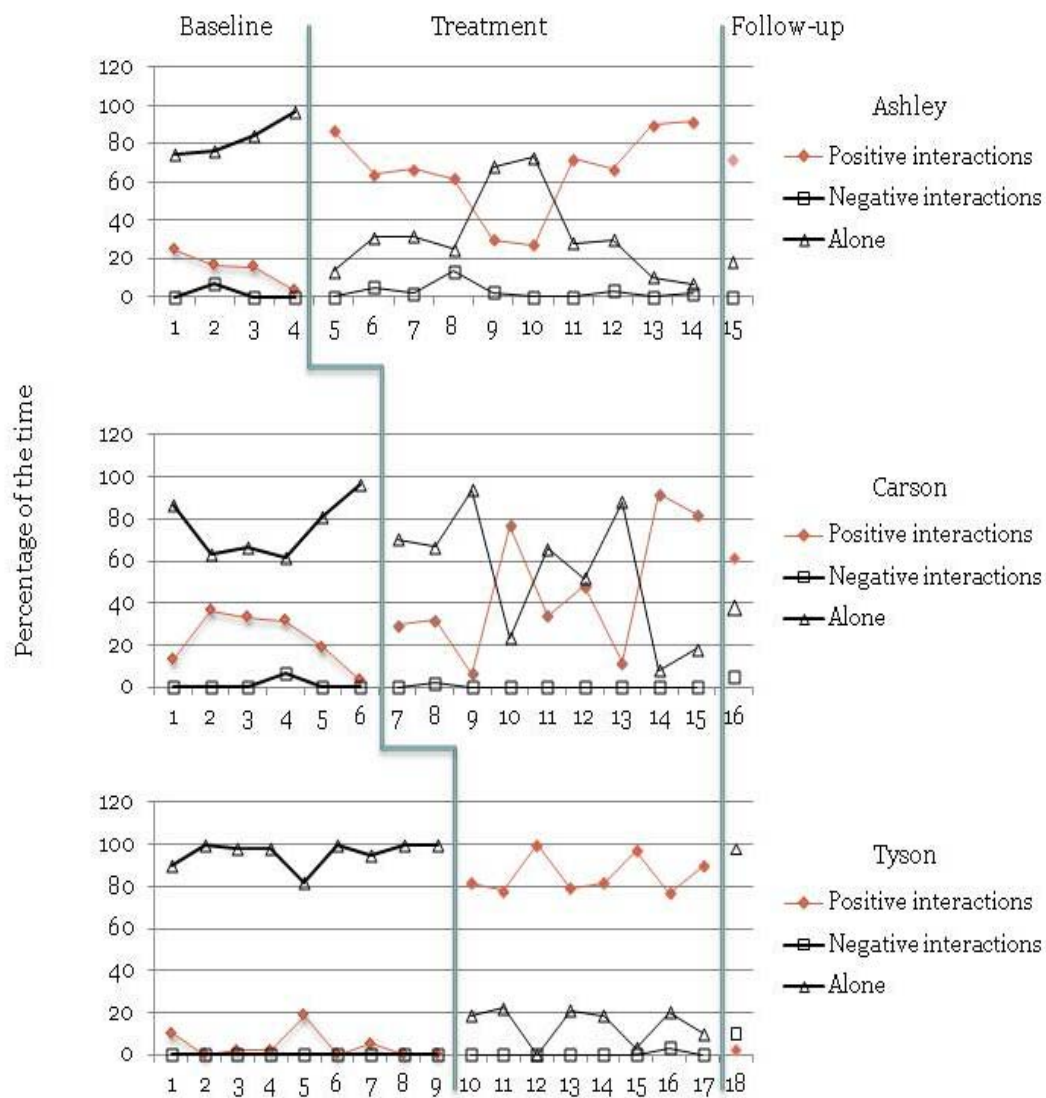 Baseline Treatment Follow-up
Percentage of the time
120
100
80
60
40
20
0
1 2 3 4 5 6 7 8 9 10 11 12 13 14 15
Ashley
Positive interactions
Negative interactions
Alone
120
100
80
60
40
20
0
1 2 3 4 5 6 7 8 9 10 11 12 13 14 15 16
Carson
Positive interactions
Negative interactions
Alone
120
100
80
60
40
20
0
1 2 3 4 5 6 7 8 9 10 11 12 13 14 15 16 17 18
Tyson
Positive interactions
Negative interactions
Alone